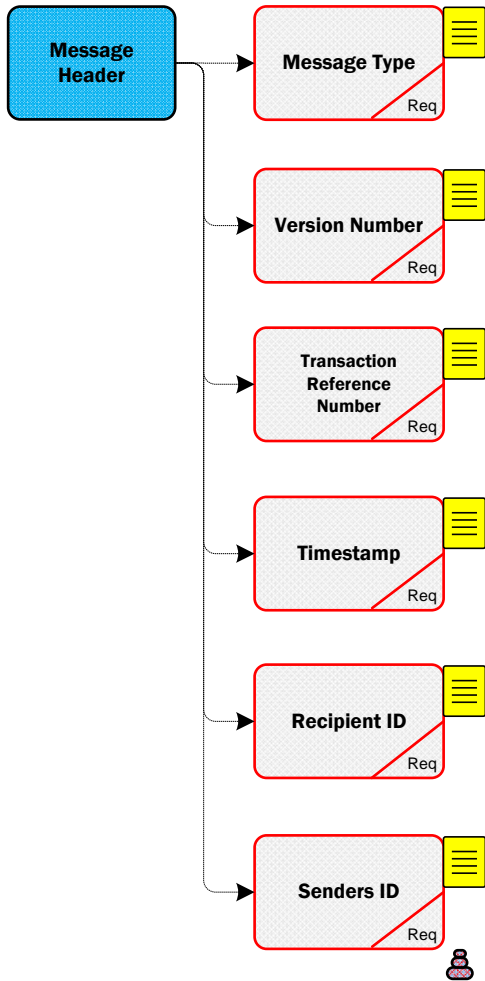 Message
Header
Message Type
Req
Version Number
Req
Transaction
Reference
Number
Req
Timestamp
Req
Recipient ID
Req
Senders ID
Req